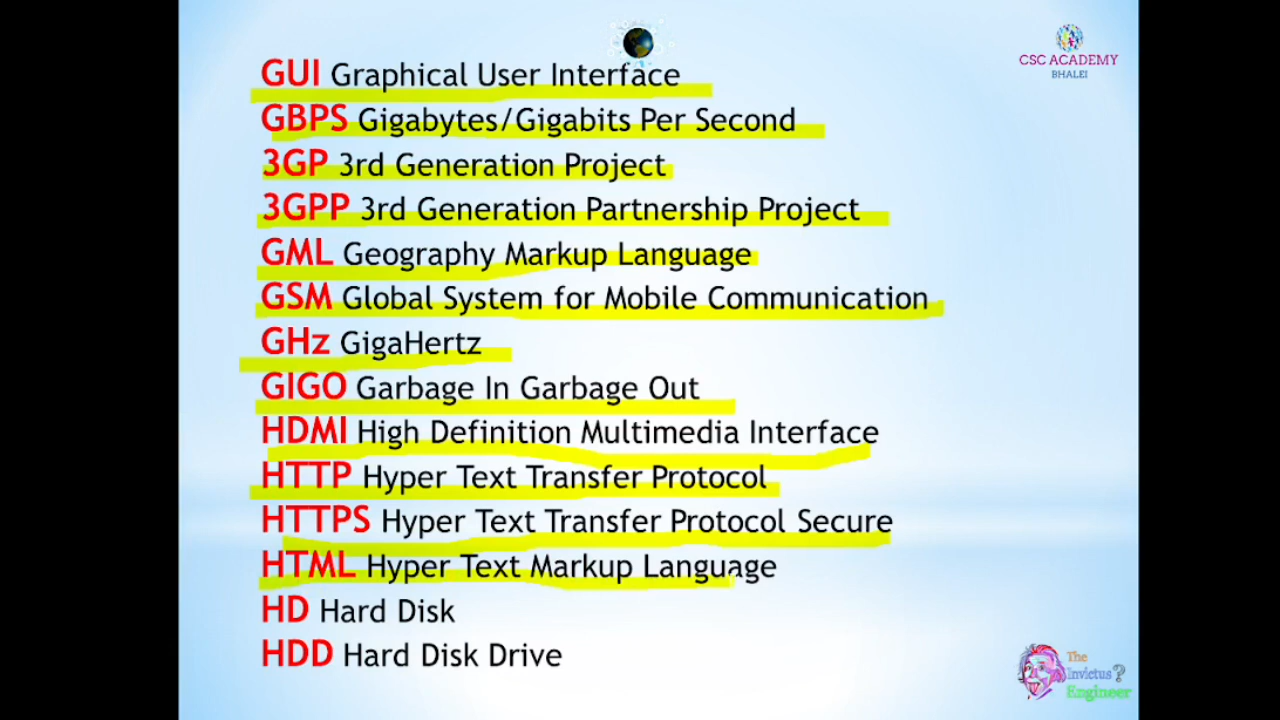 CSC ACADEMY
BHALEI
GUI Graphical User Interface
GBPS Gigabytes/Gigabits Per Second
3GP 3rd Generation Project
3GPP 3rd Generation Partnership Project
GML Geography Markup Language
GSM Global System for Mobile Communication
GHz GigaHertz
GIGO Garbage In Garbage Out
HDMI High Definition Multimedia Interface
HTTP Hyper Text Transfer Protocol
HTTPS Hyper Text Transfer Protocol Secure
HTML Hyper Text Markup Language
HD Hard Disk
HDD Hard Disk Drive
The
Invictus?
Engineer